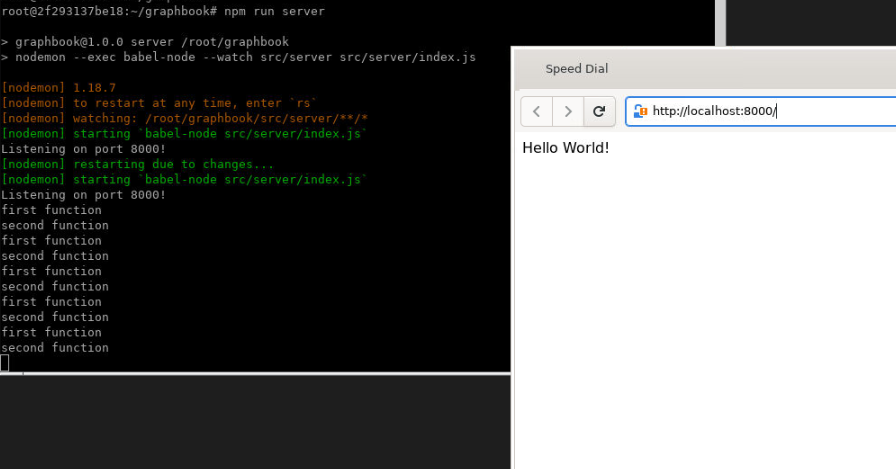 root@2f293137be18:~/graphbook# npm run server
> graphbook@1.0.0 server /root/graphbook
> nodemon --exec babel-node --watch src/server src/server/index.js
[nodemon] 1.18.7
[nodemon] to restart at any time, enter `rs`
[nodemon] watching: /root/graphbook/src/server/**/*
[nodemon] starting `babel-node src/server/index.js`
Listening on port 8000!
[nodemon] restarting due to changes...
[nodemon] starting `babel-node src/server/index.js`
Listening on port 8000!
first function
second function
first function
second function
first function
second function
first function
second function
first function
second function
Speed Dial
http://localhost:8000/
Hello World!